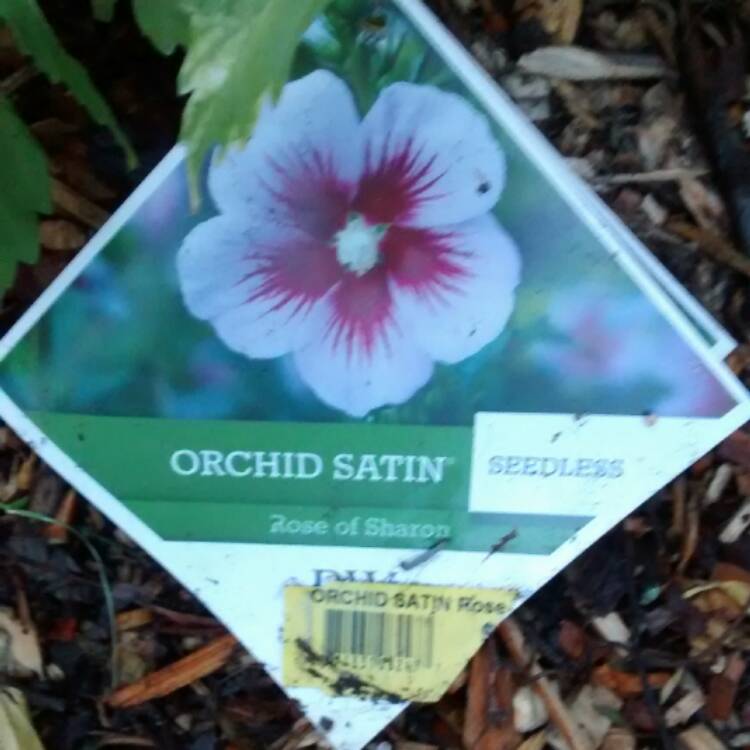 ORCHID SATIN®
SEEDLESS
Rose of Sharon
ORCHID SATIN Rose